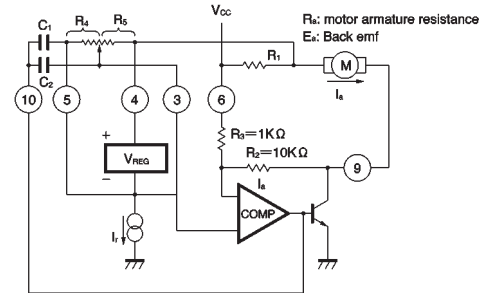 C1 R4 R5 VCC Ra: motor armature resistance
Ea: Back emf
C2 R1 M
Ia
10 5 4 3 6
R3=1KΩ
+ R2=10KΩ
VREG 9
− Ia
COMP
Ir